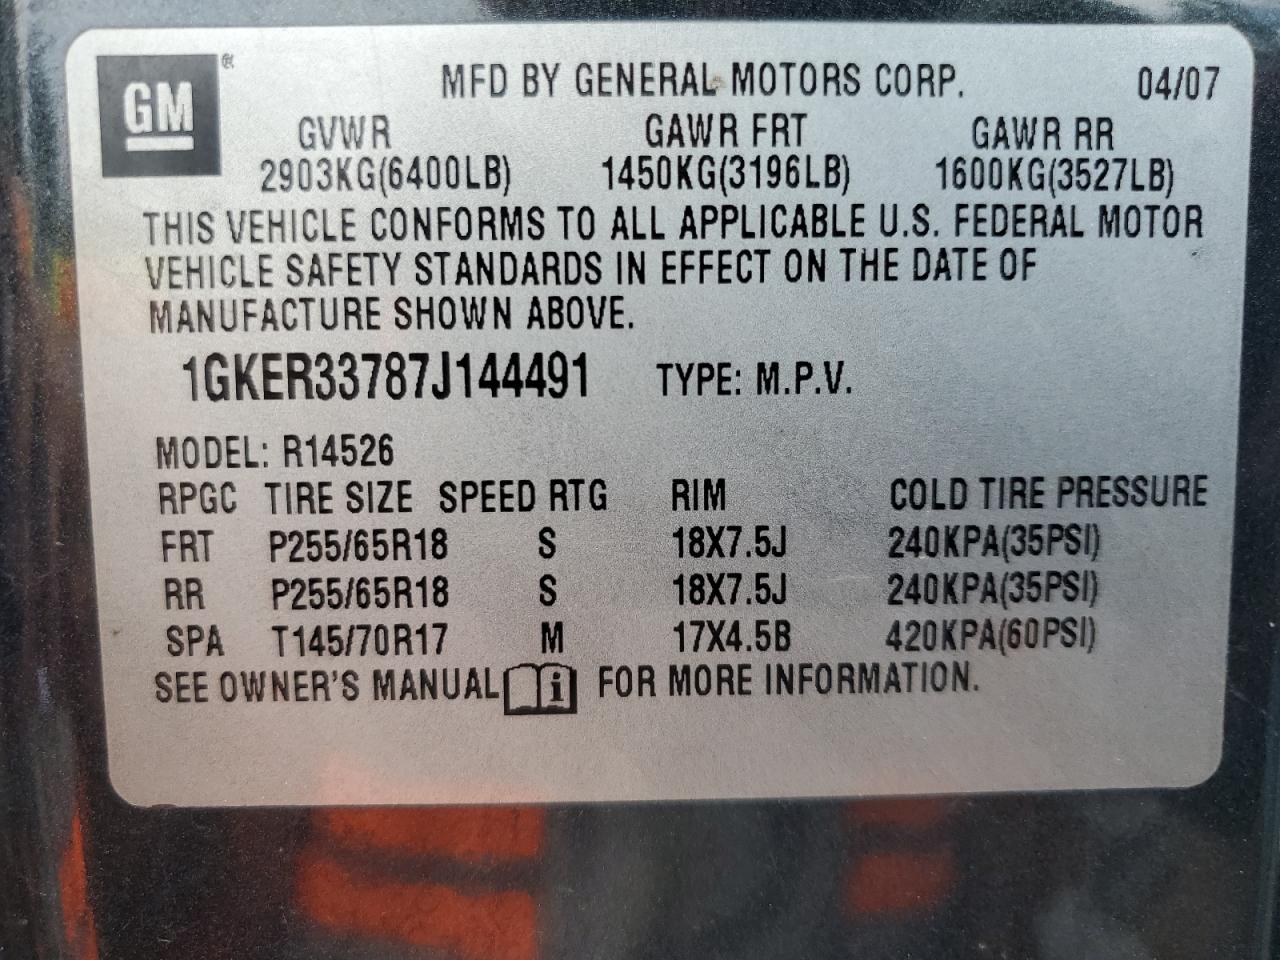 GM®
MFD BY GENERAL MOTORS CORP. 04/07
GVWR GAWR FRT GAWR RR
2903KG(6400LB) 1450KG(3196LB) 1600KG(3527LB)
THIS VEHICLE CONFORMS TO ALL APPLICABLE U.S. FEDERAL MOTOR
VEHICLE SAFETY STANDARDS IN EFFECT ON THE DATE OF
MANUFACTURE SHOWN ABOVE.
1GKER33787J144491 TYPE: M.P.V.
MODEL: R14526
RPGC TIRE SIZE SPEED RTG RIM COLD TIRE PRESSURE
FRT P255/65R18 S 18X7.5J 240KPA(35PSI)
RR P255/65R18 S 18X7.5J 240KPA(35PSI)
SPA T145/70R17 M 17X4.5B 420KPA(60PSI)
SEE OWNER'S MANUAL i FOR MORE INFORMATION.